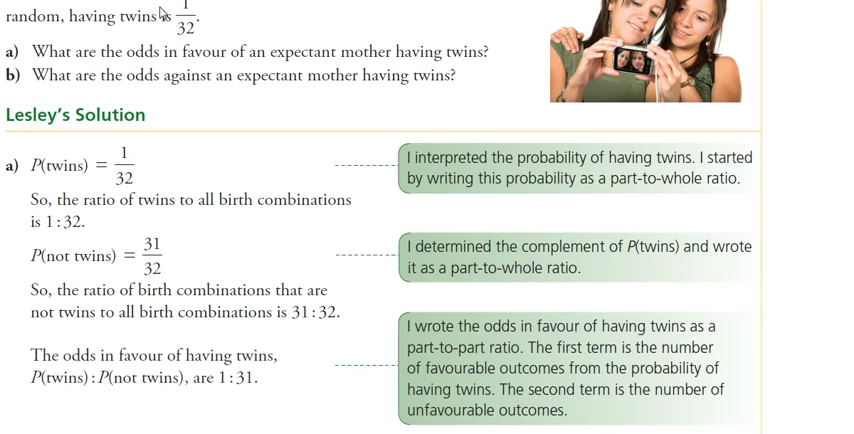 random, having twins is 1/32.
a) What are the odds in favour of an expectant mother having twins?
b) What are the odds against an expectant mother having twins?
Lesley's Solution
a) P(twins) = 1/32
I interpreted the probability of having twins. I started
by writing this probability as a part-to-whole ratio.
So, the ratio of twins to all birth combinations
is 1:32.
P(not twins) = 31/32
I determined the complement of P(twins) and wrote
it as a part-to-whole ratio.
So, the ratio of birth combinations that are
not twins to all birth combinations is 31:32.
The odds in favour of having twins,
P(twins):P(not twins), are 1:31.
I wrote the odds in favour of having twins as a
part-to-part ratio. The first term is the number
of favourable outcomes from the probability of
having twins. The second term is the number of
unfavourable outcomes.